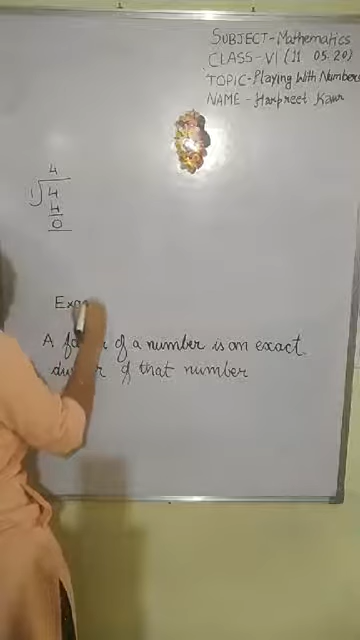 SUBJECT-Mathematics
CLASS-VI (11 05.20)
TOPIC-Playing With Numbers
NAME - Harpreet Kaur
4
1) 4
4
0
Exa
A of a number is an exact
of that number